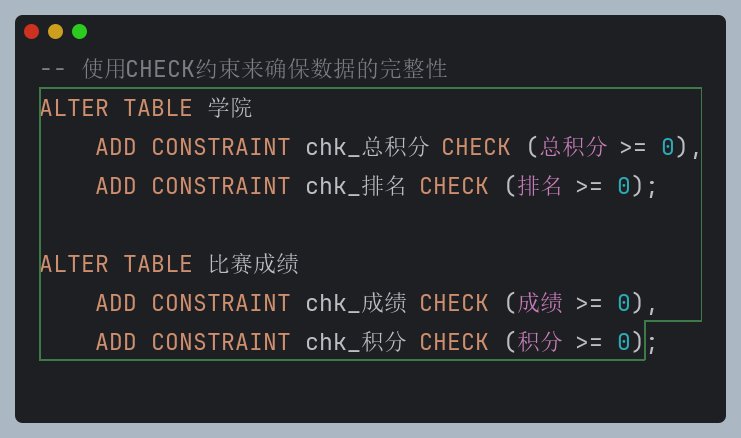 -- 使用CHECK约束来确保数据的完整性
ALTER TABLE 学院
    ADD CONSTRAINT chk_总积分 CHECK (总积分 >= 0),
    ADD CONSTRAINT chk_排名 CHECK (排名 >= 0);
ALTER TABLE 比赛成绩
    ADD CONSTRAINT chk_成绩 CHECK (成绩 >= 0),
    ADD CONSTRAINT chk_积分 CHECK (积分 >= 0);